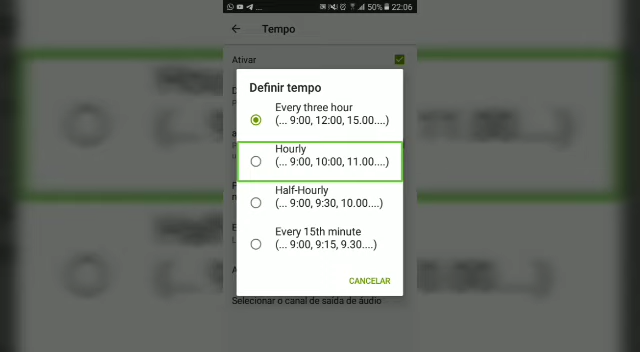 ... 50% 22:06
Tempo
Ativar
Definir tempo
Every three hour
(... 9:00, 12:00, 15.00....)
Hourly
(... 9:00, 10:00, 11.00....)
Half-Hourly
(... 9:00, 9:30, 10.00....)
Every 15th minute
(... 9:00, 9:15, 9.30....)
CANCELAR
Selecionar o canal de saída de áudio